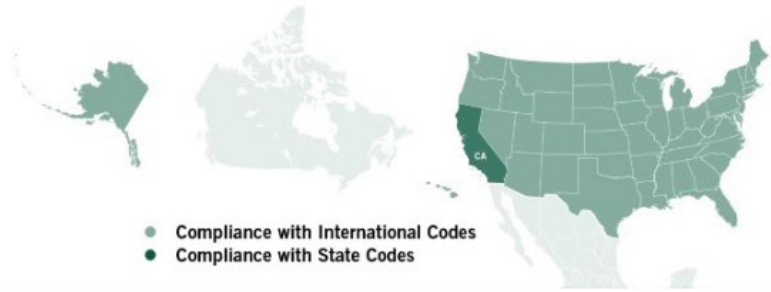 CA
Compliance with International Codes
Compliance with State Codes